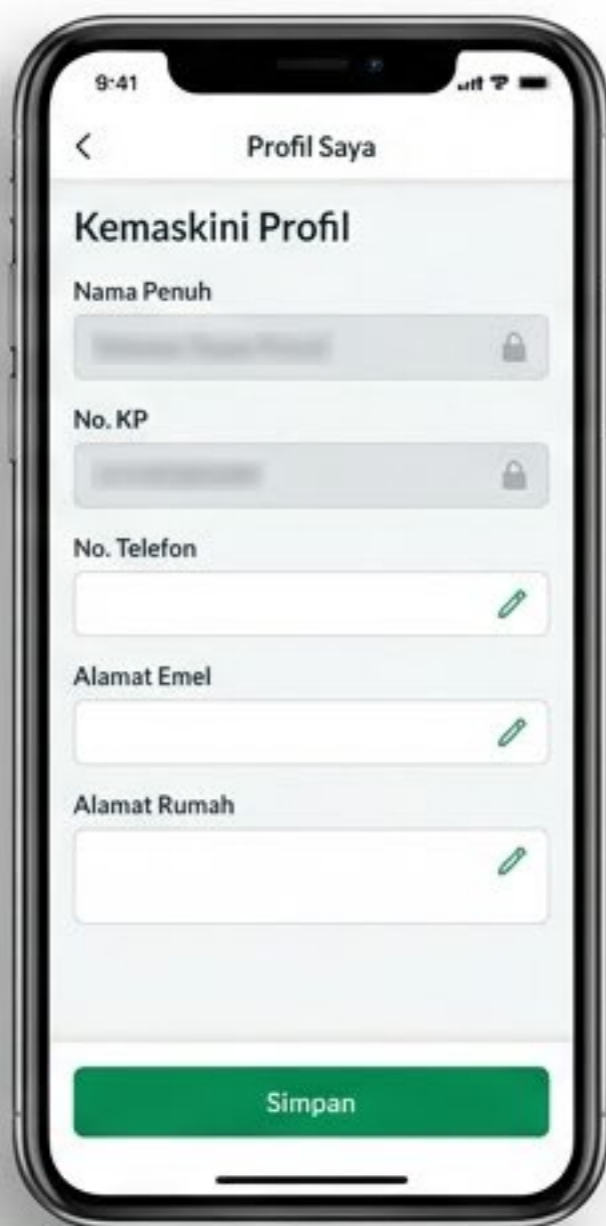 9:41
Profil Saya
Kemaskini Profil
Nama Penuh
No. KP
No. Telefon
Alamat Emel
Alamat Rumah
Simpan